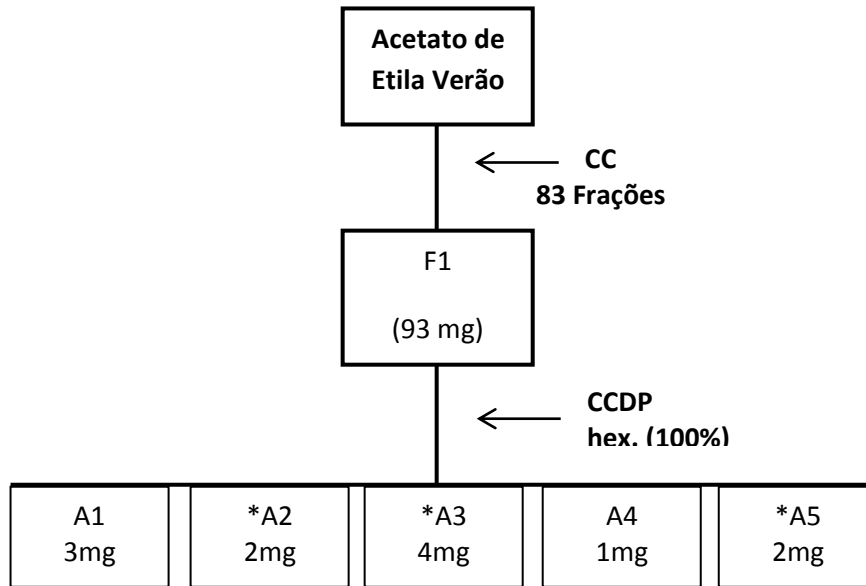 Acetato de
Etila Verão
CC
83 Frações
F1
(93 mg)
CCDP
hex. (100%)
A1
3mg
*A2
2mg
*A3
4mg
A4
1mg
*A5
2mg